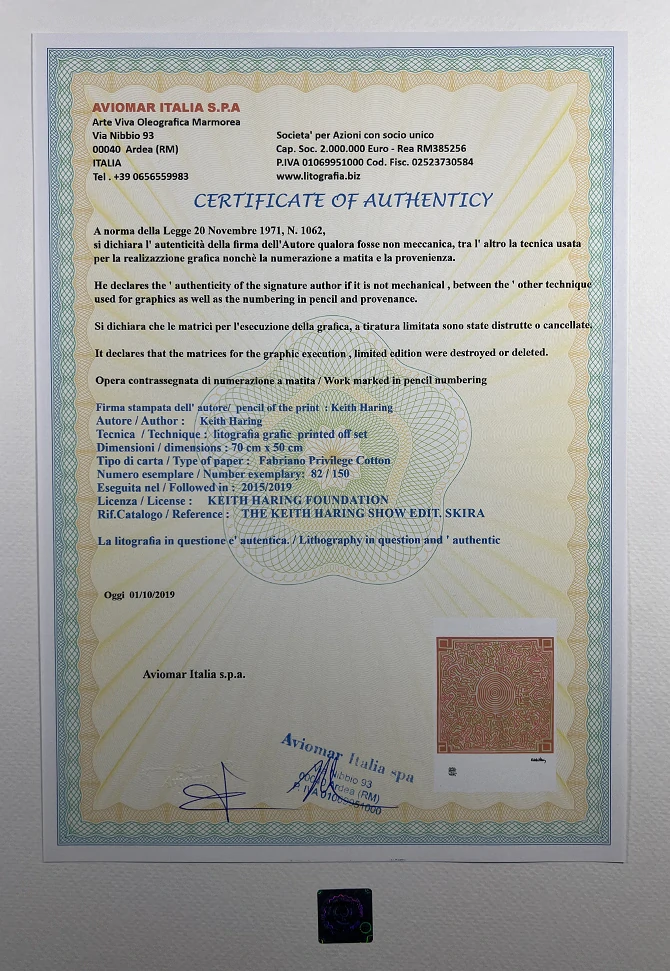 AVIOMAR ITALIA S.P.A
Arte Viva Oleografica Marmorea
Via Nibbio 93
00040 Ardea (RM)
ITALIA
Tel . +39 0656559983
Societa' per Azioni con socio unico
Cap. Soc. 2.000.000 Euro - Rea RM385256
P.IVA 01069951000 Cod. Fisc. 02523730584
www.litografia.biz
CERTIFICATE OF AUTHENTICY
A norma della Legge 20 Novembre 1971, N. 1062,
si dichiara l' autenticità della firma dell'Autore qualora fosse non meccanica, tra l' altro la tecnica usata
per la realizazzione grafica nonchè la numerazione a matita e la provenienza.
He declares the ' authenticity of the signature author if it is not mechanical , between the ' other technique
used for graphics as well as the numbering in pencil and provenance.
Si dichiara che le matrici per l'esecuzione della grafica, a tiratura limitata sono state distrutte o cancellate.
It declares that the matrices for the graphic execution , limited edition were destroyed or deleted.
Opera contrassegnata di numerazione a matita / Work marked in pencil numbering
Firma stampata dell' autore/ pencil of the print : Keith Haring
Autore / Author : Keith Haring
Tecnica / Technique : litografia grafic printed off set
Dimensioni / dimensions : 70 cm x 50 cm
Tipo di carta / Type of paper : Fabriano Privilege Cotton
Numero esemplare / Number exemplary: 82 / 150
Eseguita nel / Followed in : 2015/2019
Licenza / License : KEITH HARING FOUNDATION
Rif.Catalogo / Reference : THE KEITH HARING SHOW EDIT. SKIRA
La litografia in questione e' autentica. / Lithography in question and ' authentic
Oggi 01/10/2019
Aviomar Italia s.p.a.
Aviomar Italia spa
Via Nibbio 93
00040 Ardea (RM)
P. IVA 01069951000